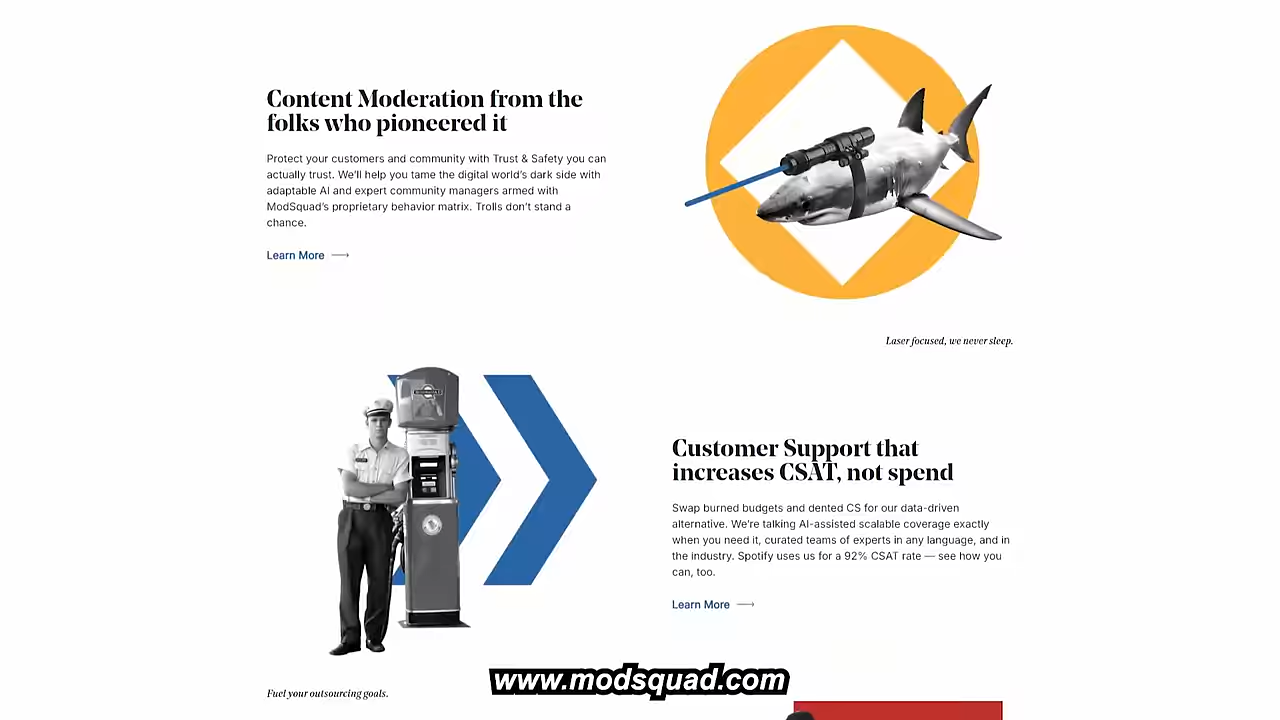 Content Moderation from the
folks who pioneered it
Protect your customers and community with Trust & Safety you can
actually trust. We'll help you tame the digital world's dark side with
adaptable AI and expert community managers armed with
ModSquad's proprietary behavior matrix. Trolls don't stand a
chance.
Learn More
Laser focused, we never sleep.
Customer Support that
increases CSAT, not spend
Swap burned budgets and dented CS for our data-driven
alternative. We're talking AI-assisted scalable coverage exactly
when you need it, curated teams of experts in any language, and in
the industry. Spotify uses us for a 92% CSAT rate — see how you
can, too.
Learn More
www.modsquad.com
Fuel your outsourcing goals.